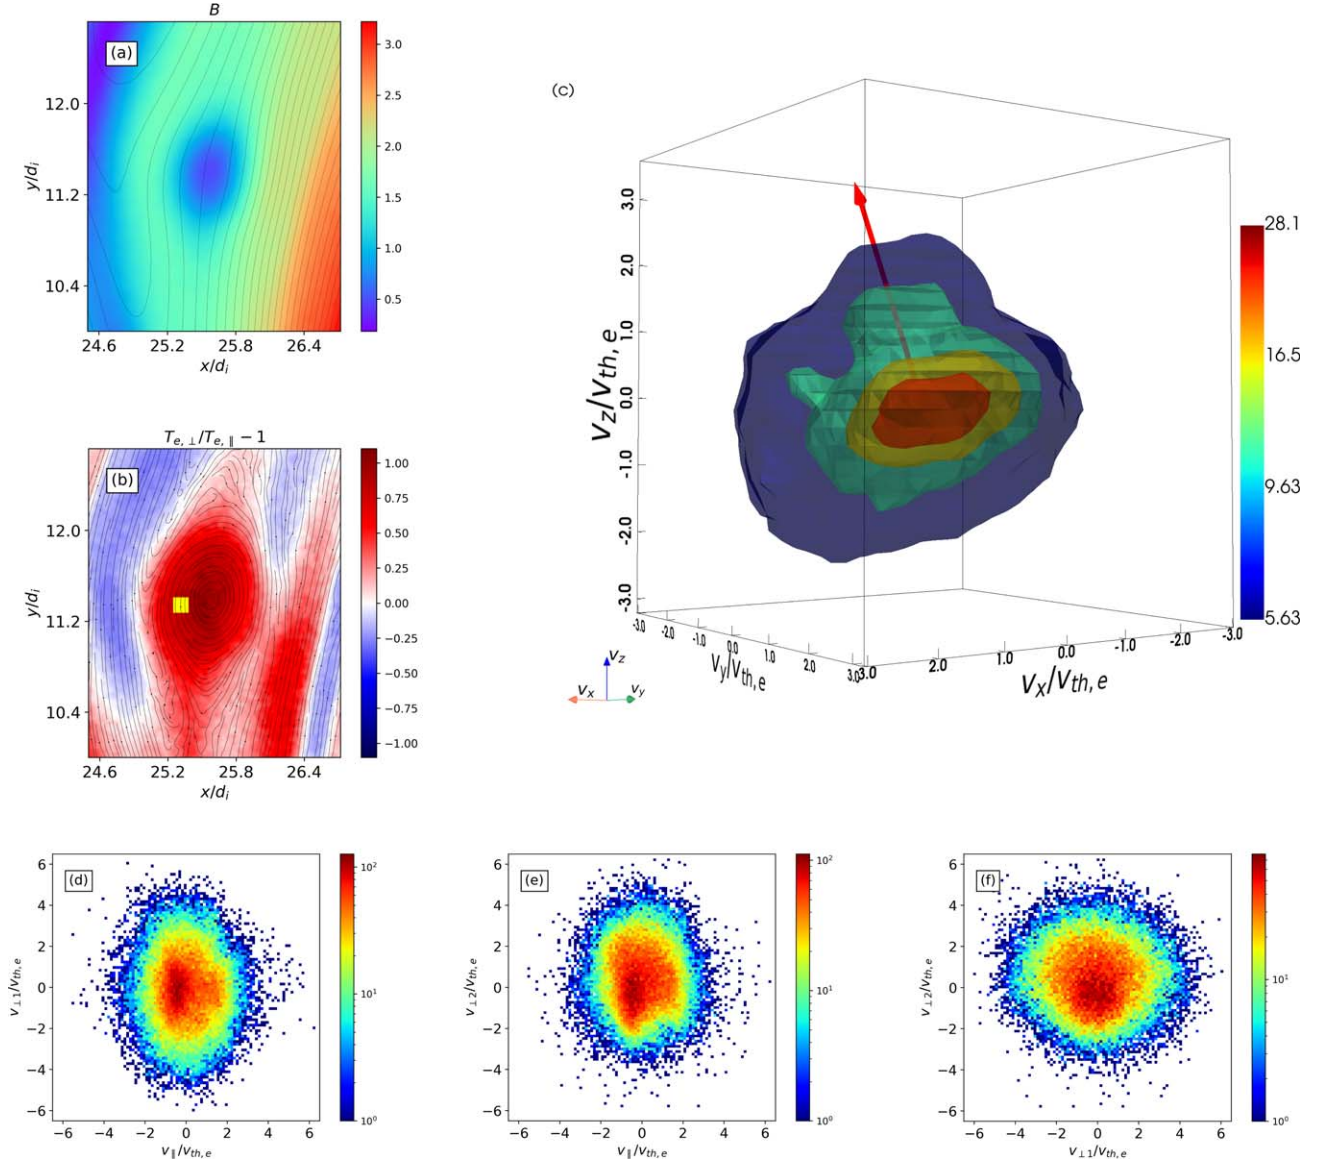 B
(a)
12.0
11.2
10.4
y/d_i
24.6 25.2 25.8 26.4
x/d_i
3.0
2.5
2.0
1.5
1.0
0.5
T_{e,⊥}/T_{e,∥} − 1
(b)
12.0
11.2
10.4
y/d_i
24.6 25.2 25.8 26.4
x/d_i
1.00
0.75
0.50
0.25
0.00
−0.25
−0.50
−0.75
−1.00
(c)
3.0
2.0
1.0
0.0
-1.0
-2.0
-3.0
v_z/v_{th,e}
-3.0 -2.0 -1.0 0.0 1.0 2.0 3.0
v_y/v_{th,e}
3.0 2.0 1.0 0.0 -1.0 -2.0 -3.0
v_x/v_{th,e}
v_z
v_x v_y
28.1
16.5
9.63
5.63
(d)
6
4
2
0
−2
−4
−6
v_{⊥1}/v_{th,e}
−6 −4 −2 0 2 4 6
v_∥/v_{th,e}
10^2
10^1
10^0
(e)
6
4
2
0
−2
−4
−6
v_{⊥2}/v_{th,e}
−6 −4 −2 0 2 4 6
v_∥/v_{th,e}
10^2
10^1
10^0
(f)
6
4
2
0
−2
−4
−6
v_{⊥2}/v_{th,e}
−6 −4 −2 0 2 4 6
v_{⊥1}/v_{th,e}
10^1
10^0